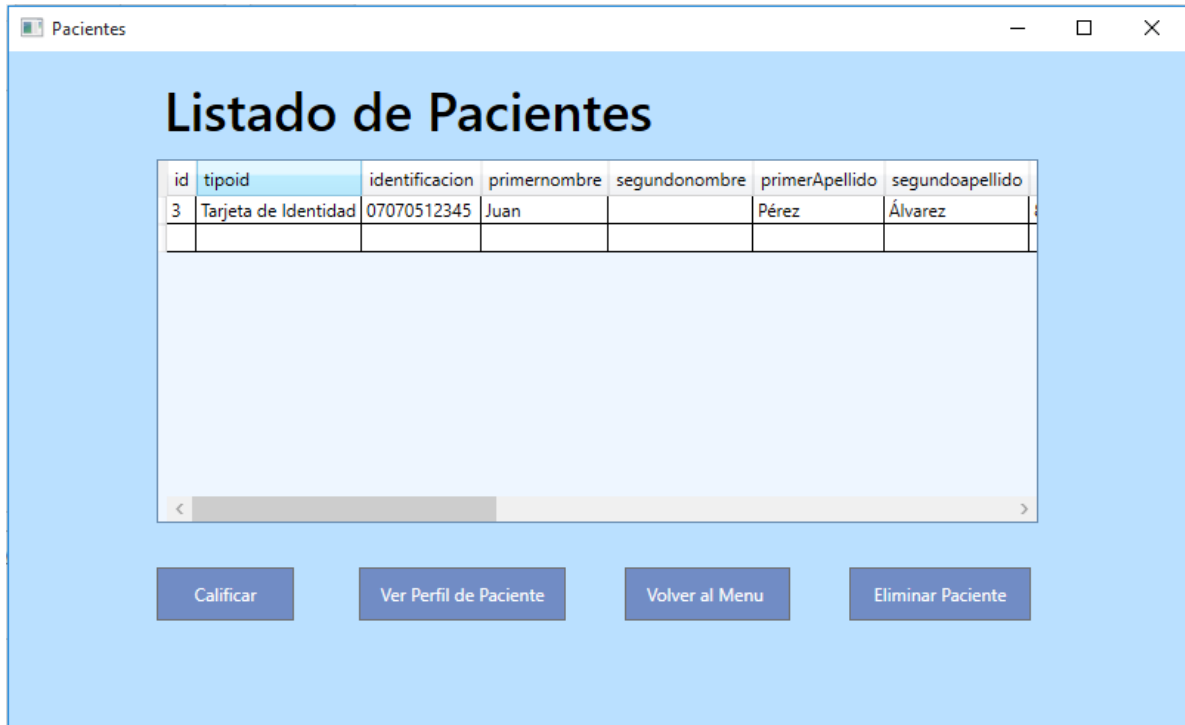 Pacientes
Listado de Pacientes
id tipoid identificacion primernombre segundonombre primerApellido segundoapellido
3 Tarjeta de Identidad 07070512345 Juan Pérez Álvarez
Calificar Ver Perfil de Paciente Volver al Menu Eliminar Paciente